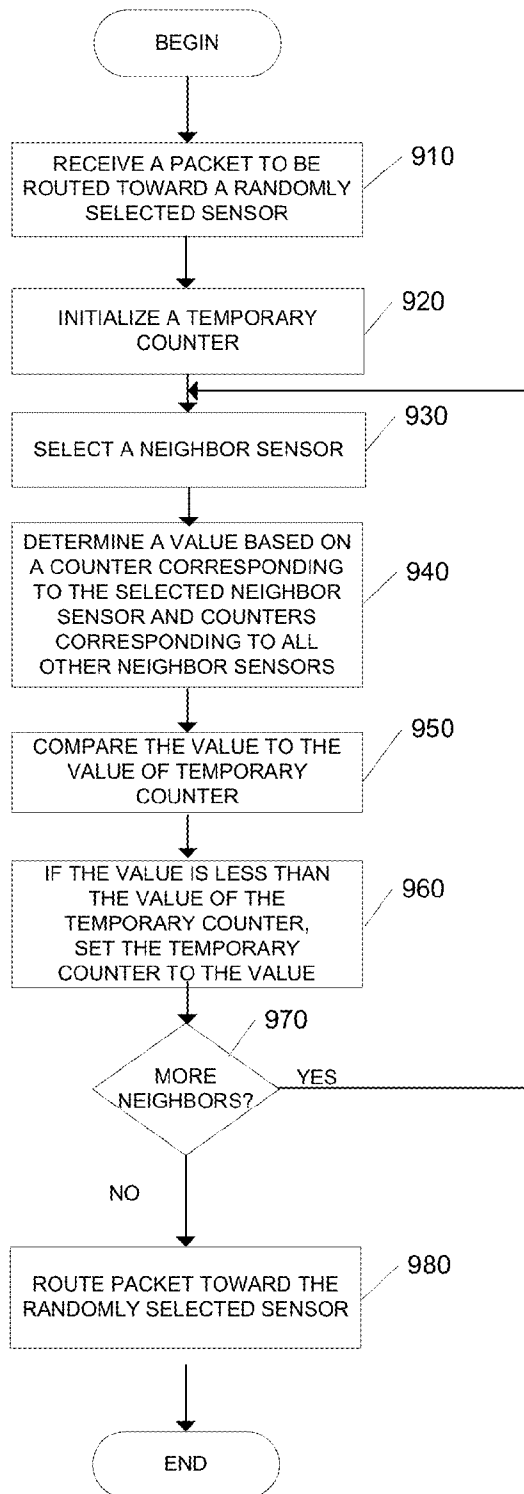 BEGIN
RECEIVE A PACKET TO BE
ROUTED TOWARD A RANDOMLY
SELECTED SENSOR
910
INITIALIZE A TEMPORARY
COUNTER
920
SELECT A NEIGHBOR SENSOR
930
DETERMINE A VALUE BASED ON
A COUNTER CORRESPONDING
TO THE SELECTED NEIGHBOR
SENSOR AND COUNTERS
CORRESPONDING TO ALL
OTHER NEIGHBOR SENSORS
940
COMPARE THE VALUE TO THE
VALUE OF TEMPORARY
COUNTER
950
IF THE VALUE IS LESS THAN
THE VALUE OF THE
TEMPORARY COUNTER,
SET THE TEMPORARY
COUNTER TO THE VALUE
960
970
MORE
NEIGHBORS?
YES
NO
ROUTE PACKET TOWARD THE
RANDOMLY SELECTED SENSOR
980
END